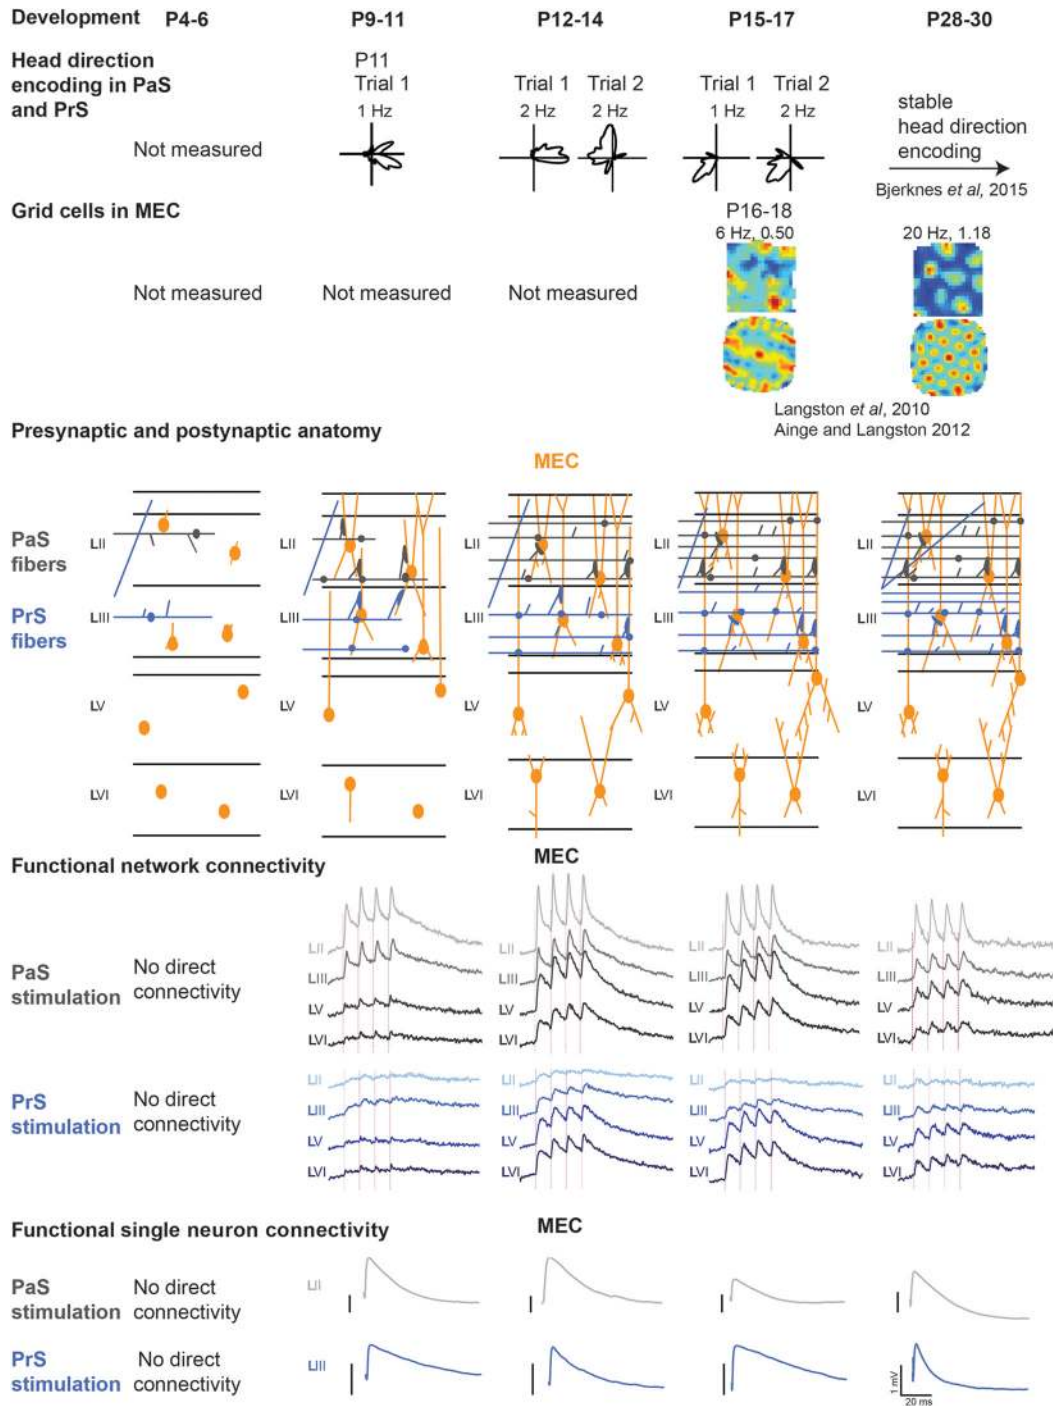 Development P4-6 P9-11 P12-14 P15-17 P28-30
Head direction
encoding in PaS
and PrS
P11
Trial 1
1 Hz
Trial 1 Trial 2
2 Hz 2 Hz
Trial 1 Trial 2
1 Hz 2 Hz
stable
head direction
encoding
Not measured
Bjerknes et al, 2015
Grid cells in MEC
P16-18
6 Hz, 0.50 20 Hz, 1.18
Not measured Not measured Not measured
Langston et al, 2010
Ainge and Langston 2012
Presynaptic and postynaptic anatomy
MEC
PaS
fibers
LII LII LII LII LII
PrS
fibers
LIII LIII LIII LIII LIII
LV LV LV LV LV
LVI LVI LVI LVI LVI
Functional network connectivity
MEC
PaS
stimulation
No direct
connectivity
LII LII LII LII
LIII LIII LIII LIII
LV LV LV LV
LVI LVI LVI LVI
PrS
stimulation
No direct
connectivity
LII LII LII LII
LIII LIII LIII LIII
LV LV LV LV
LVI LVI LVI LVI
Functional single neuron connectivity
MEC
PaS
stimulation
No direct
connectivity
LII
PrS
stimulation
No direct
connectivity
LIII
1 mV
20 ms